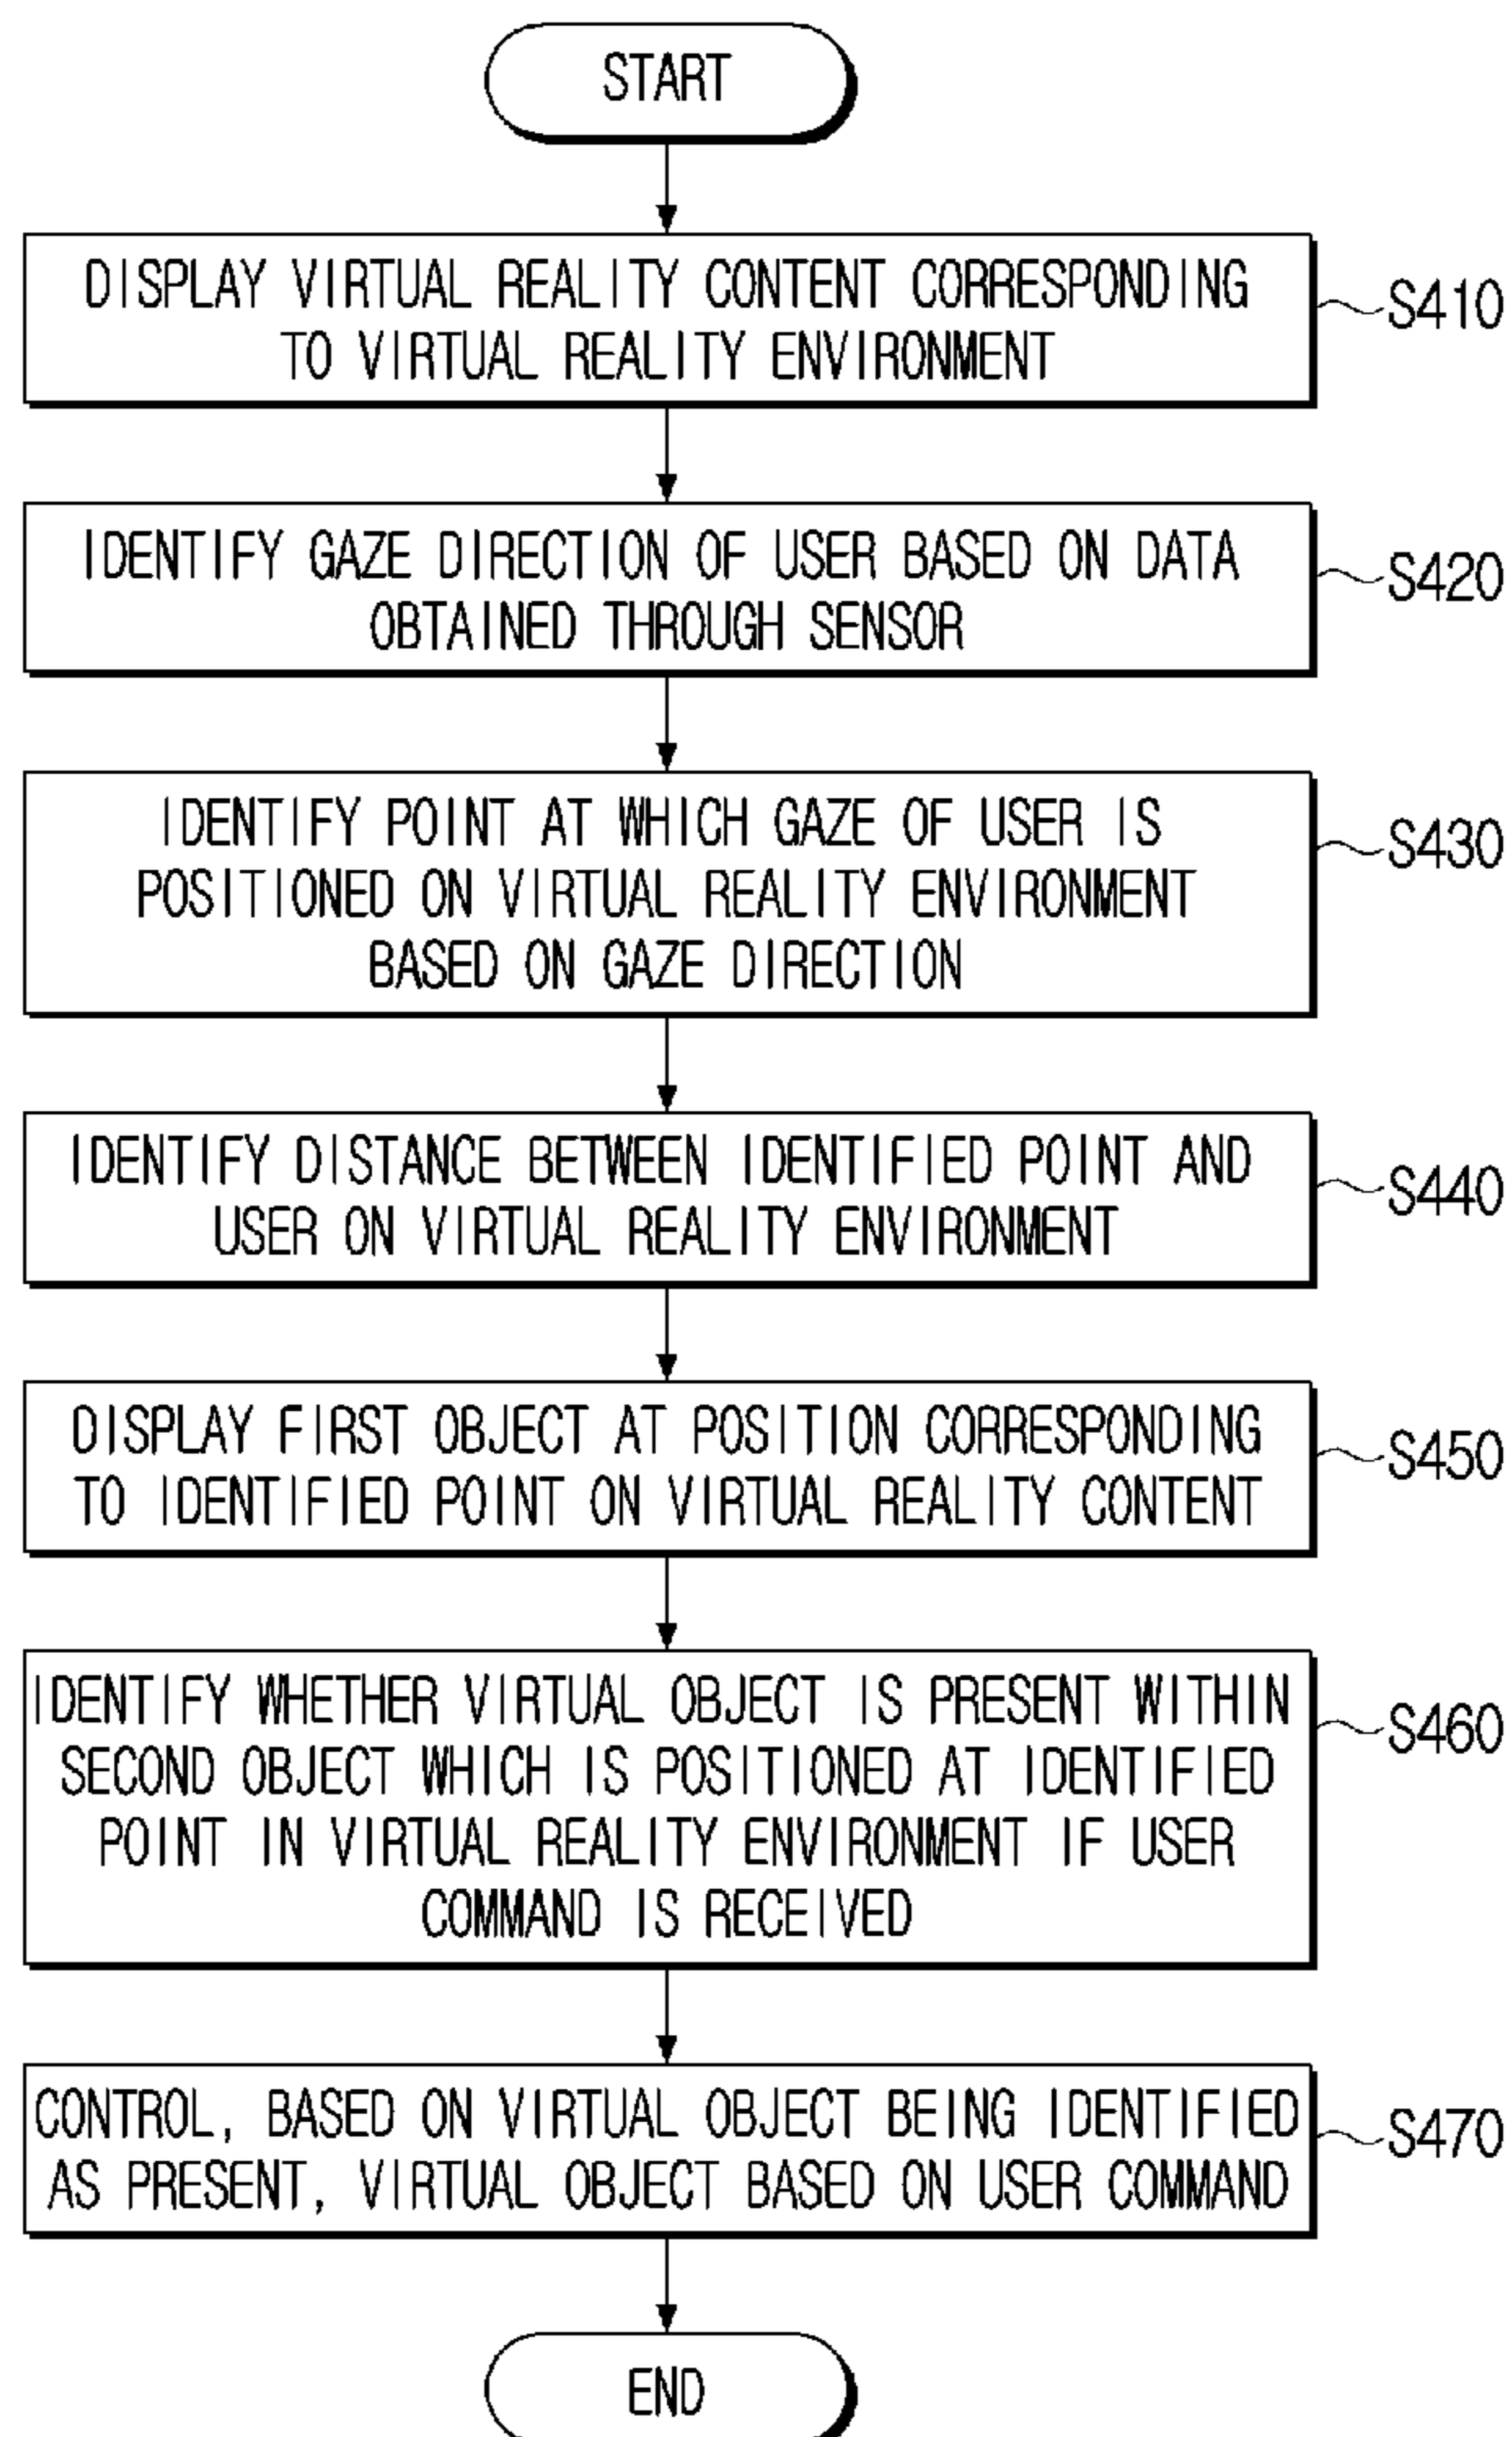 START
DISPLAY VIRTUAL REALITY CONTENT CORRESPONDING
TO VIRTUAL REALITY ENVIRONMENT
S410
IDENTIFY GAZE DIRECTION OF USER BASED ON DATA
OBTAINED THROUGH SENSOR
S420
IDENTIFY POINT AT WHICH GAZE OF USER IS
POSITIONED ON VIRTUAL REALITY ENVIRONMENT
BASED ON GAZE DIRECTION
S430
IDENTIFY DISTANCE BETWEEN IDENTIFIED POINT AND
USER ON VIRTUAL REALITY ENVIRONMENT
S440
DISPLAY FIRST OBJECT AT POSITION CORRESPONDING
TO IDENTIFIED POINT ON VIRTUAL REALITY CONTENT
S450
IDENTIFY WHETHER VIRTUAL OBJECT IS PRESENT WITHIN
SECOND OBJECT WHICH IS POSITIONED AT IDENTIFIED
POINT IN VIRTUAL REALITY ENVIRONMENT IF USER
COMMAND IS RECEIVED
S460
CONTROL, BASED ON VIRTUAL OBJECT BEING IDENTIFIED
AS PRESENT, VIRTUAL OBJECT BASED ON USER COMMAND
S470
END